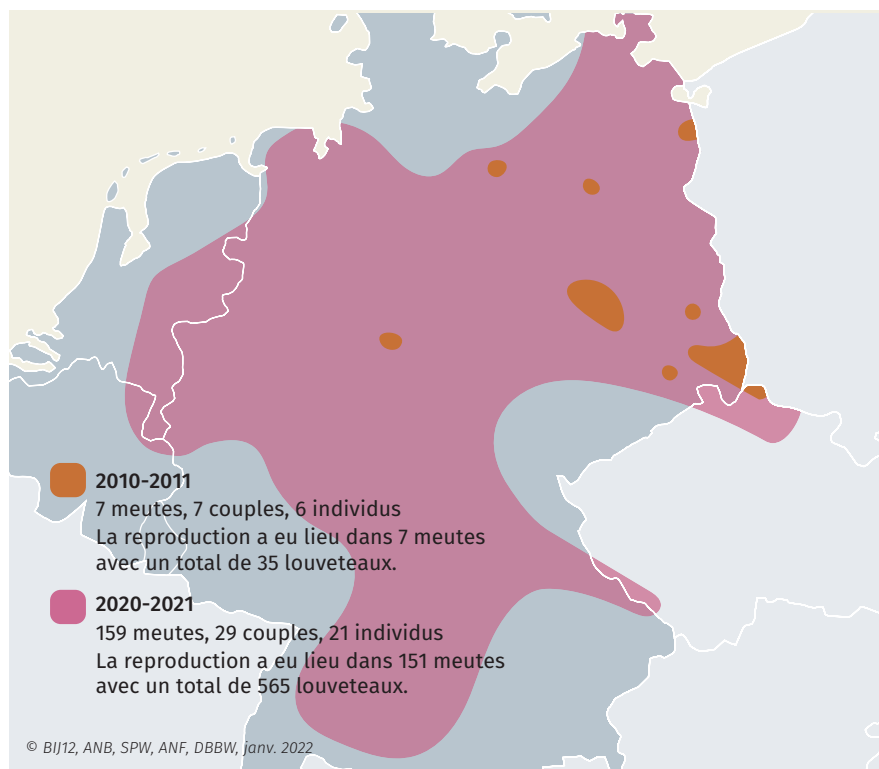 2010-2011
7 meutes, 7 couples, 6 individus
La reproduction a eu lieu dans 7 meutes
avec un total de 35 louveteaux.
2020-2021
159 meutes, 29 couples, 21 individus
La reproduction a eu lieu dans 151 meutes
avec un total de 565 louveteaux.
© BIJ12, ANB, SPW, ANF, DBBW, janv. 2022